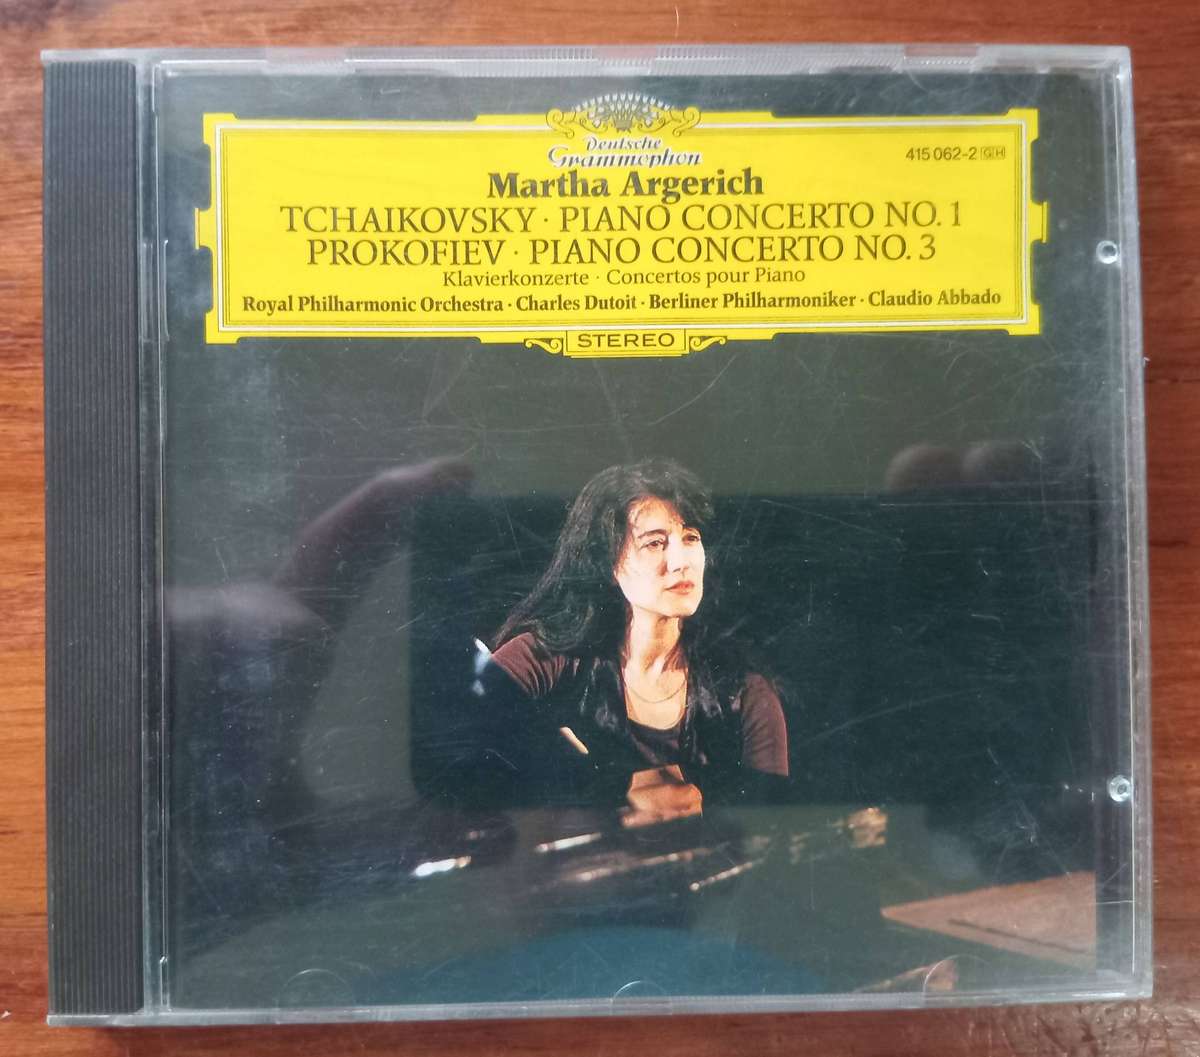 Deutsche
Grammophon
415 062-2 GH
Martha Argerich
TCHAIKOVSKY · PIANO CONCERTO NO. 1
PROKOFIEV · PIANO CONCERTO NO. 3
Klavierkonzerte · Concertos pour Piano
Royal Philharmonic Orchestra · Charles Dutoit · Berliner Philharmoniker · Claudio Abbado
STEREO